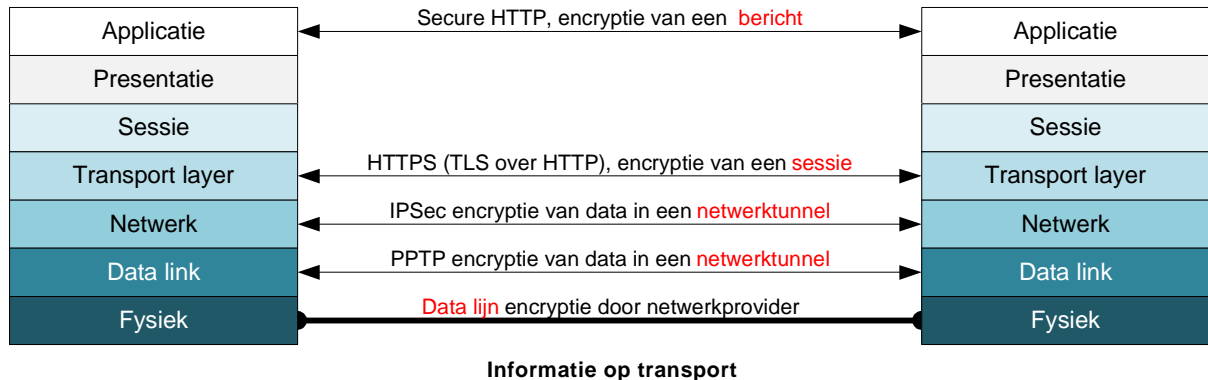 Secure HTTP, encryptie van een bericht
Applicatie
Applicatie
Presentatie
Presentatie
Sessie
Sessie
HTTPS (TLS over HTTP), encryptie van een sessie
Transport layer
Transport layer
IPSec encryptie van data in een netwerktunnel
Netwerk
Netwerk
PPTP encryptie van data in een netwerktunnel
Data link
Data link
Data lijn encryptie door netwerkprovider
Fysiek
Fysiek
Informatie op transport